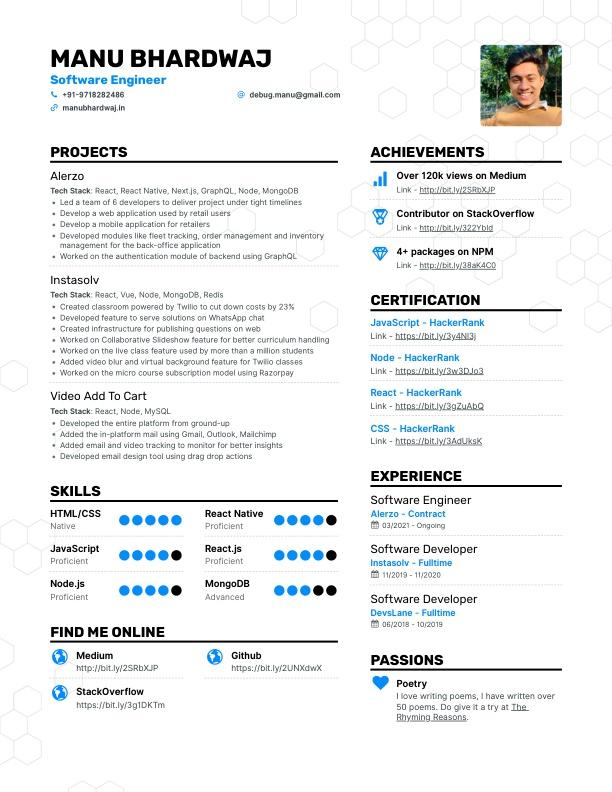 MANU BHARDWAJ
Software Engineer
+91-9718282486
debug.manu@gmail.com
manubhardwaj.in
PROJECTS
Alerzo
Tech Stack: React, React Native, Next.js, GraphQL, Node, MongoDB
• Led a team of 6 developers to deliver project under tight timelines
• Develop a web application used by retail users
• Develop a mobile application for retailers
• Developed modules like fleet tracking, order management and inventory
management for the back-office application
• Worked on the authentication module of backend using GraphQL
Instasolv
Tech Stack: React, Vue, Node, MongoDB, Redis
• Created classroom powered by Twilio to cut down costs by 23%
• Developed feature to serve solutions on WhatsApp chat
• Created infrastructure for publishing questions on web
• Worked on Collaborative Slideshow feature for better curriculum handling
• Worked on the live class feature used by more than a million students
• Added video blur and virtual background feature for Twilio classes
• Worked on the micro course subscription model using Razorpay
Video Add To Cart
Tech Stack: React, Node, MySQL
• Developed the entire platform from ground-up
• Added the in-platform mail using Gmail, Outlook, Mailchimp
• Added email and video tracking to monitor for better insights
• Developed email design tool using drag drop actions
SKILLS
HTML/CSS
Native
React Native
Proficient
JavaScript
Proficient
React.js
Proficient
Node.js
Proficient
MongoDB
Advanced
FIND ME ONLINE
Medium
http://bit.ly/2SRbXJP
Github
https://bit.ly/2UNXdwX
StackOverflow
https://bit.ly/3g1DKTm
ACHIEVEMENTS
Over 120k views on Medium
Link - http://bit.ly/2SRbXJP
Contributor on StackOverflow
Link - http://bit.ly/322Ybld
4+ packages on NPM
Link - http://bit.ly/38aK4C0
CERTIFICATION
JavaScript - HackerRank
Link - https://bit.ly/3y4Nl3j
Node - HackerRank
Link - https://bit.ly/3w3DJo3
React - HackerRank
Link - https://bit.ly/3gZuAbQ
CSS - HackerRank
Link - https://bit.ly/3AdUksK
EXPERIENCE
Software Engineer
Alerzo - Contract
03/2021 - Ongoing
Software Developer
Instasolv - Fulltime
11/2019 - 11/2020
Software Developer
DevsLane - Fulltime
06/2018 - 10/2019
PASSIONS
Poetry
I love writing poems, I have written over
50 poems. Do give it a try at The
Rhyming Reasons.